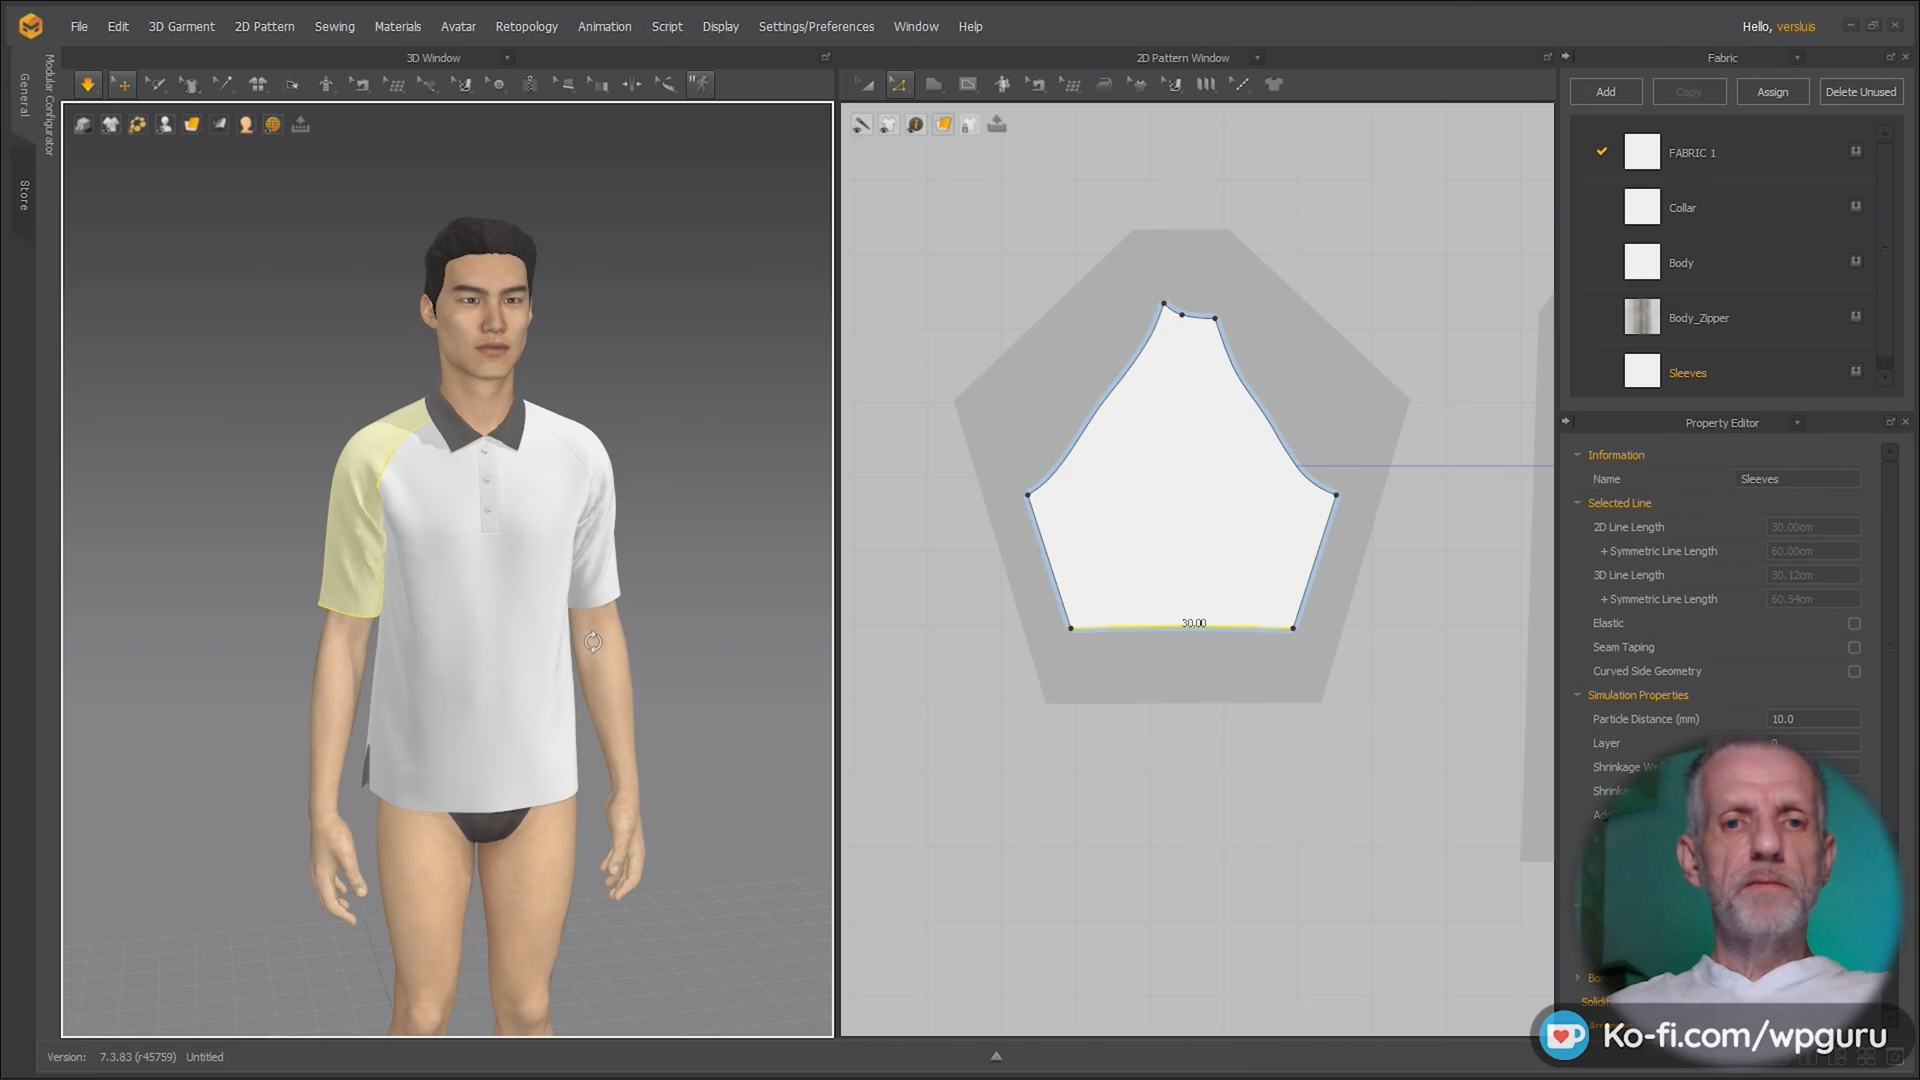 File Edit 3D Garment 2D Pattern Sewing Materials Avatar Retopology Animation Script Display Settings/Preferences Window Help
Hello, versluis
3D Window
2D Pattern Window
Fabric
General
Modular Configurator
Store
Add Copy Assign Delete Unused
FABRIC 1
Collar
Body
Body_Zipper
Sleeves
Property Editor
Information
Name Sleeves
Selected Line
2D Line Length 30.00cm
+ Symmetric Line Length 60.00cm
3D Line Length 30.12cm
+ Symmetric Line Length 60.54cm
Elastic
Seam Taping
Curved Side Geometry
Simulation Properties
Particle Distance (mm) 10.0
Layer 0
30.00
Ko-fi.com/wpguru
Version: 7.3.83 (r45759) Untitled